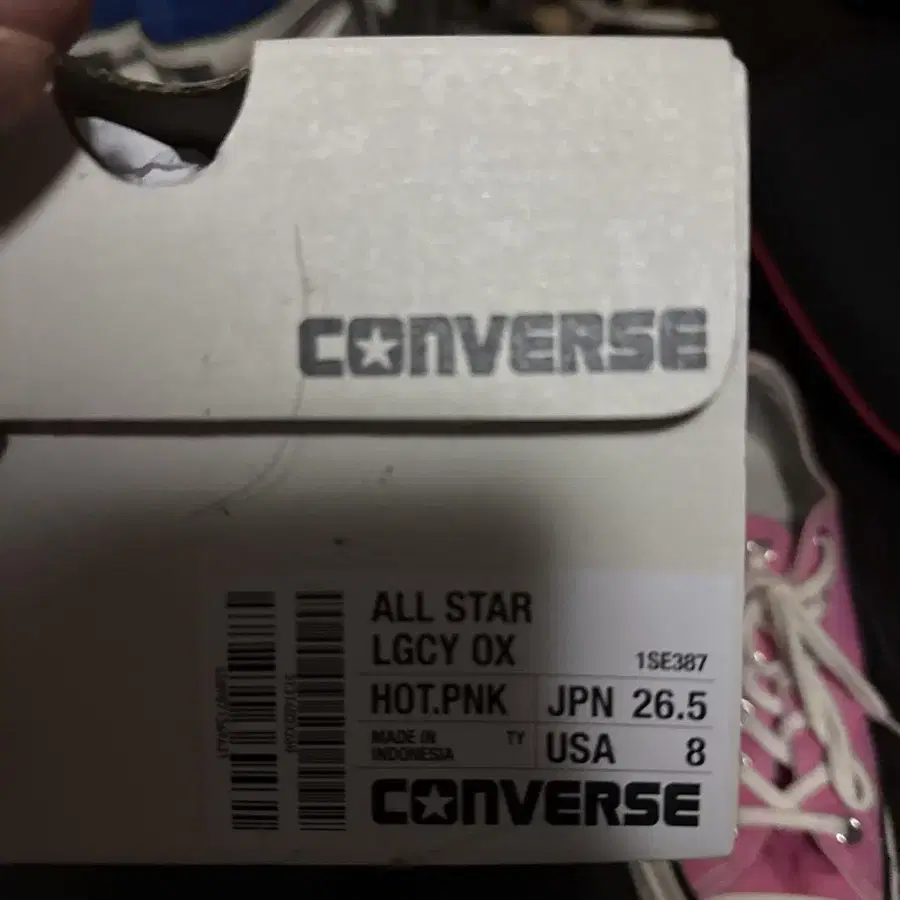 CONVERSE
ALL STAR
LGCY OX
1SE387
HOT.PNK
JPN 26.5
MADE IN
INDONESIA
TY
USA 8
CONVERSE